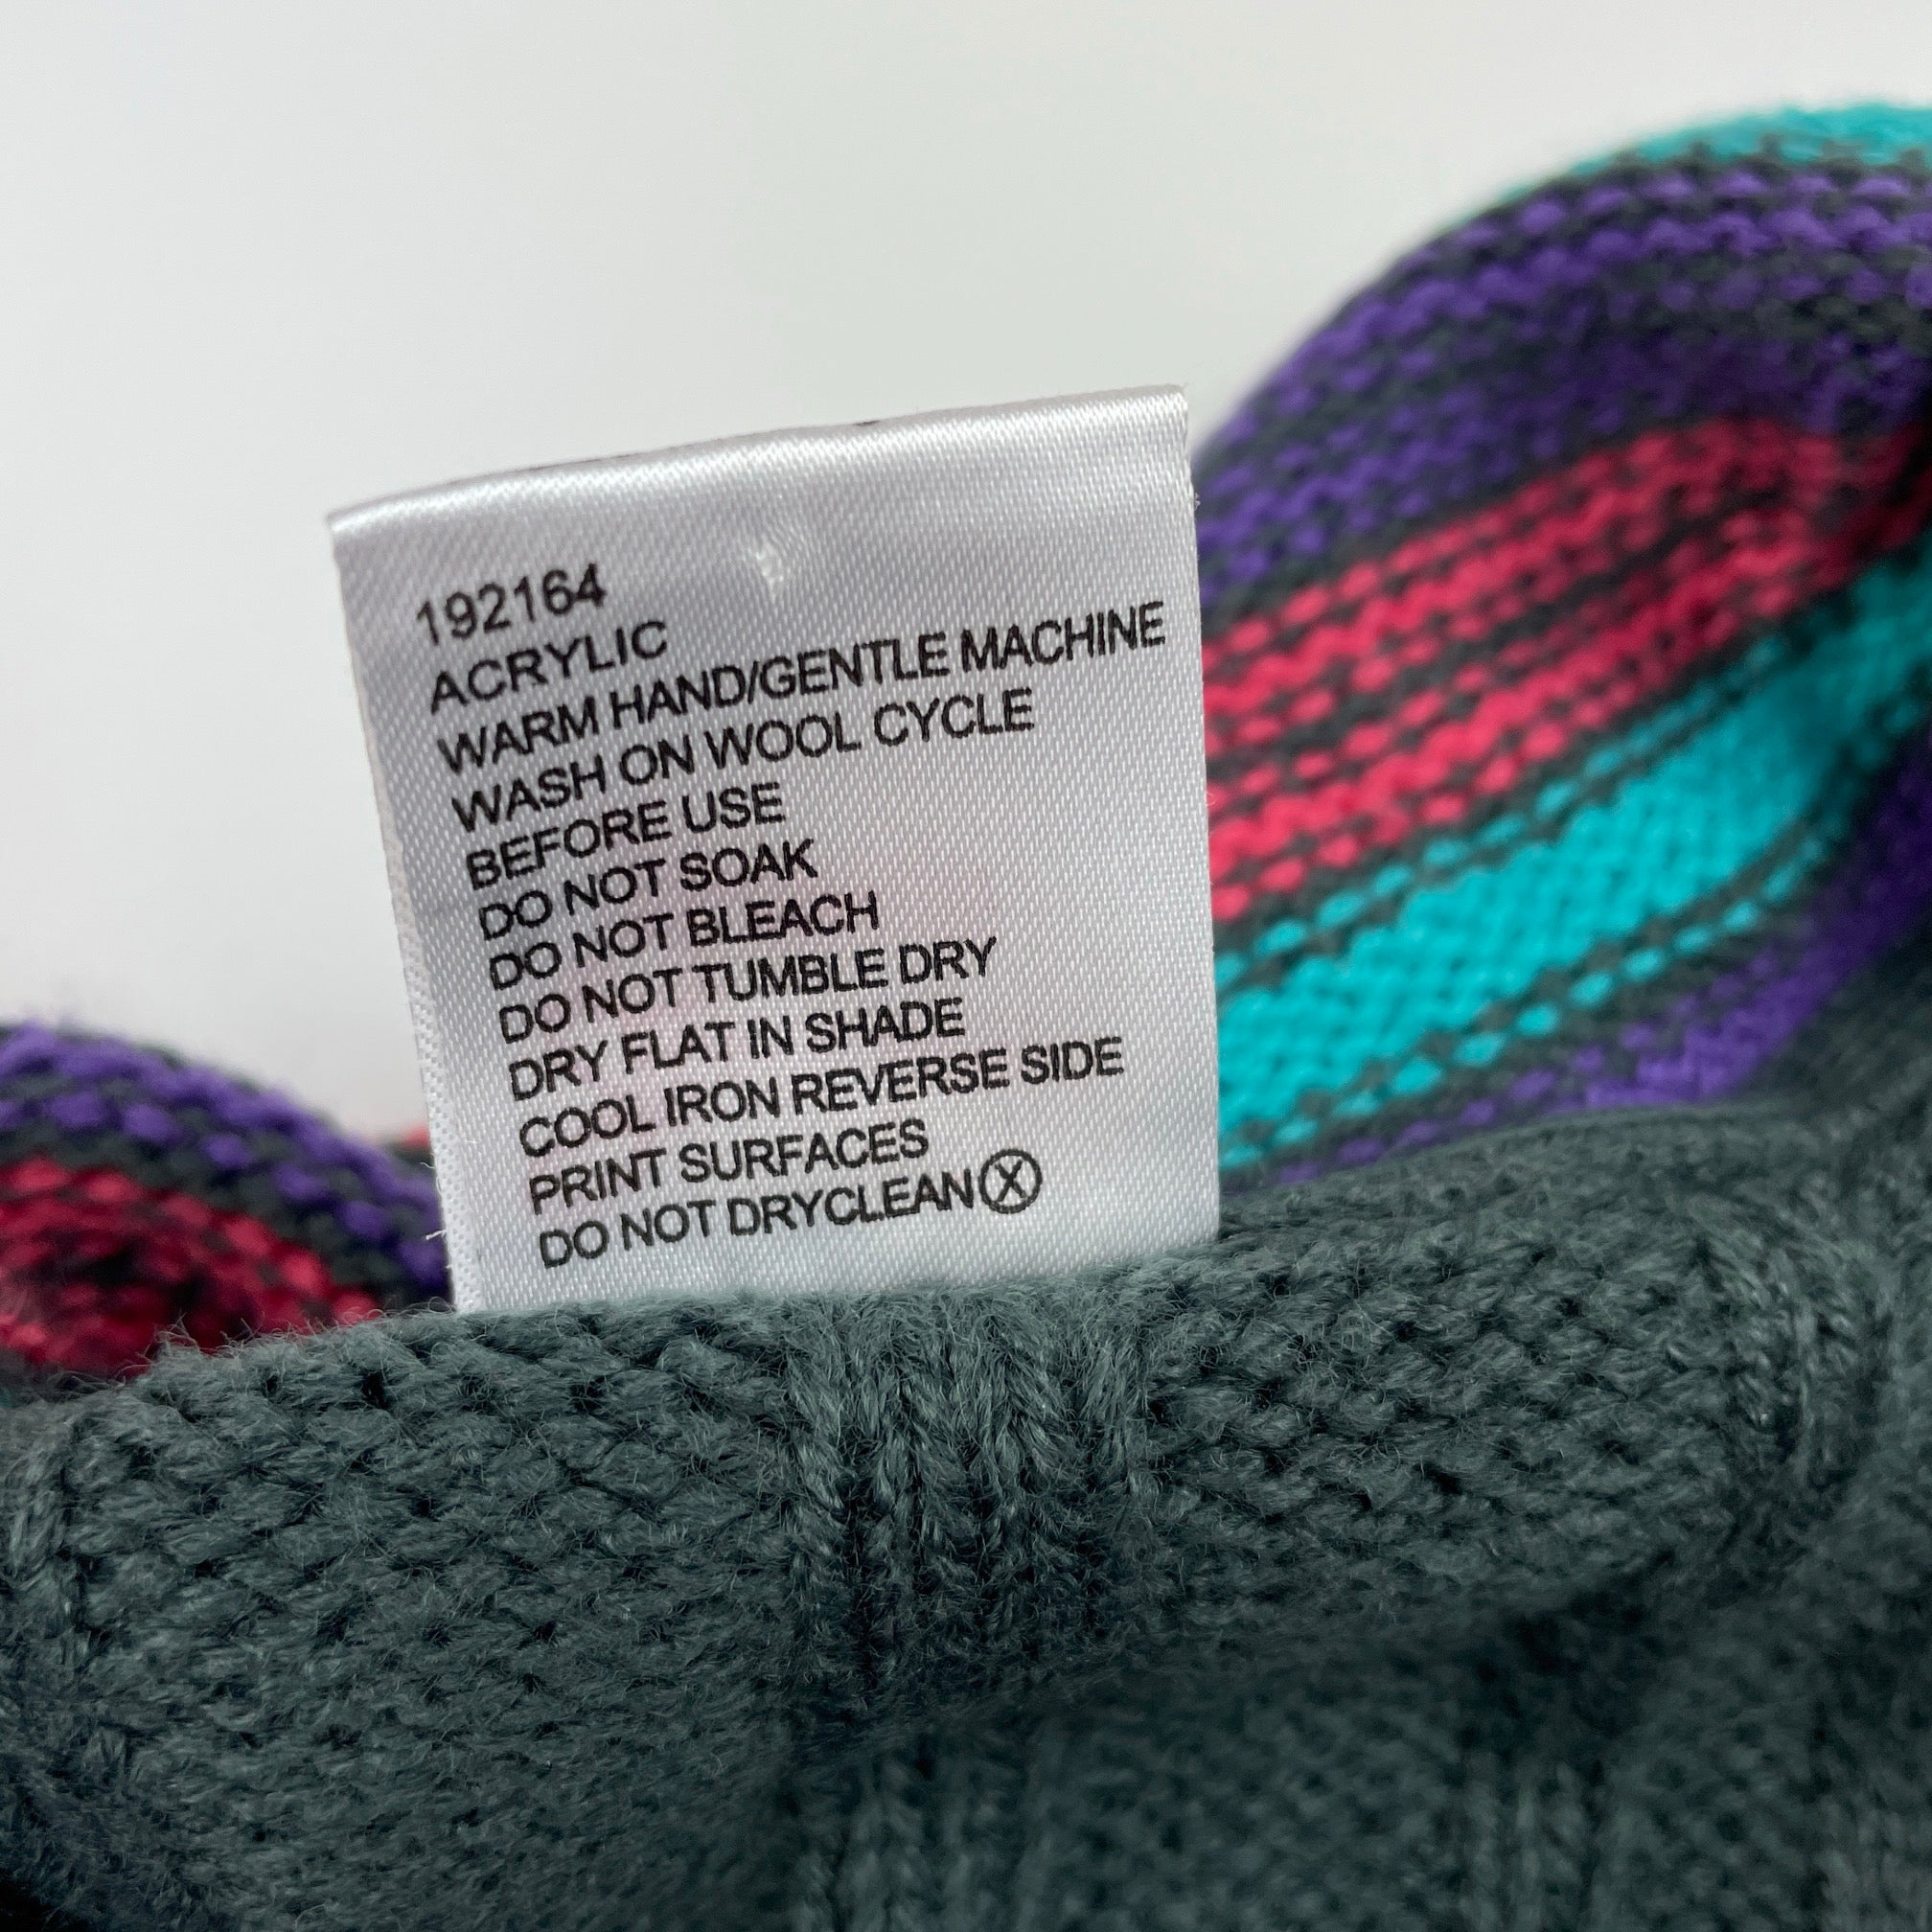 192164
ACRYLIC
WARM HAND/GENTLE MACHINE
WASH ON WOOL CYCLE
BEFORE USE
DO NOT SOAK
DO NOT BLEACH
DO NOT TUMBLE DRY
DRY FLAT IN SHADE
COOL IRON REVERSE SIDE
PRINT SURFACES
DO NOT DRYCLEANⓧ